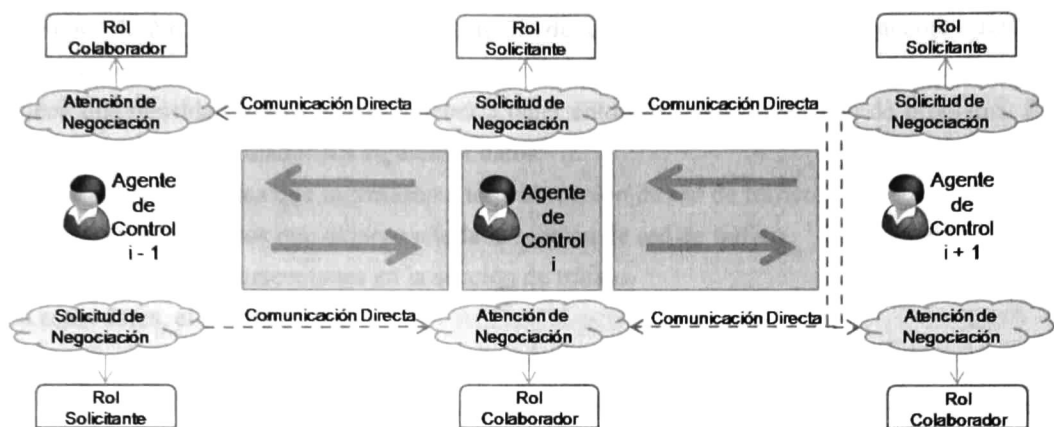 Rol
Colaborador
Rol
Solicitante
Rol
Solicitante
Atención de
Negociación
Comunicación Directa
Solicitud de
Negociación
Comunicación Directa
Solicitud de
Negociación
Agente
de
Control
i - 1
Agente
de
Control
i
Agente
de
Control
i + 1
Solicitud de
Negociación
Comunicación Directa
Atención de
Negociación
Comunicación Directa
Atención de
Negociación
Rol
Solicitante
Rol
Colaborador
Rol
Colaborador